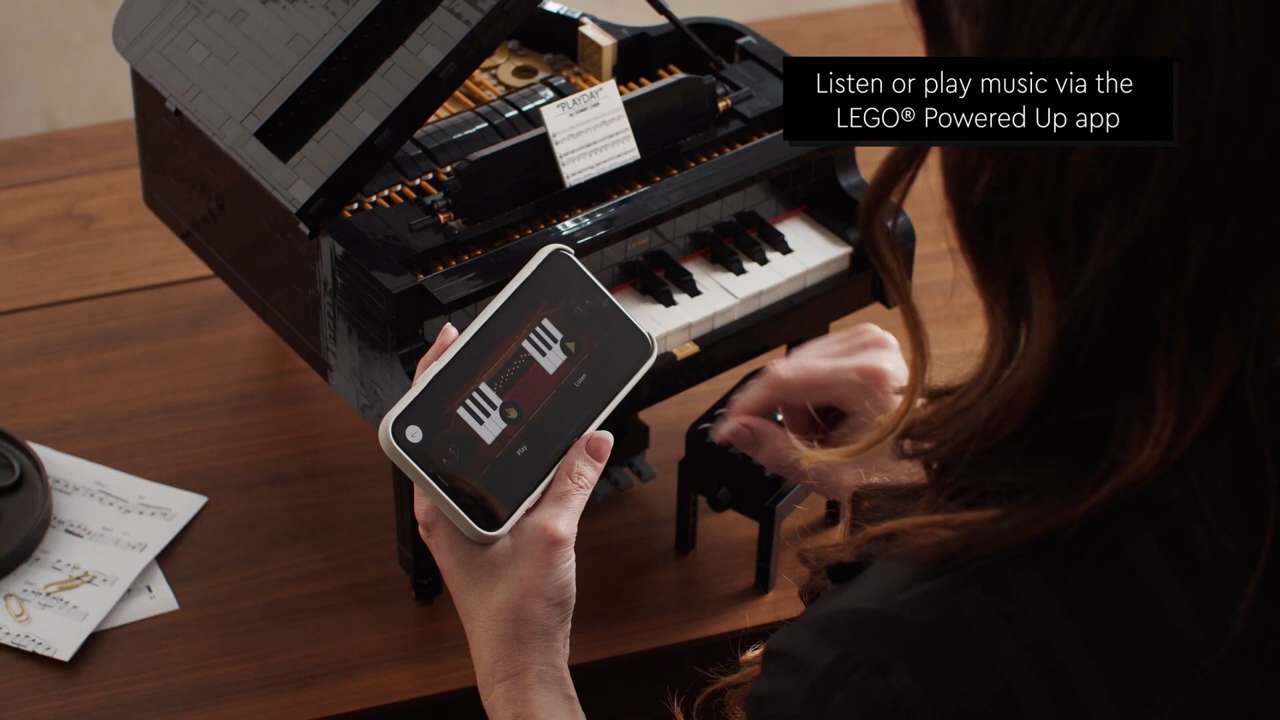 Listen or play music via the
LEGO® Powered Up app
"PLAYDAY"
Listen
Play